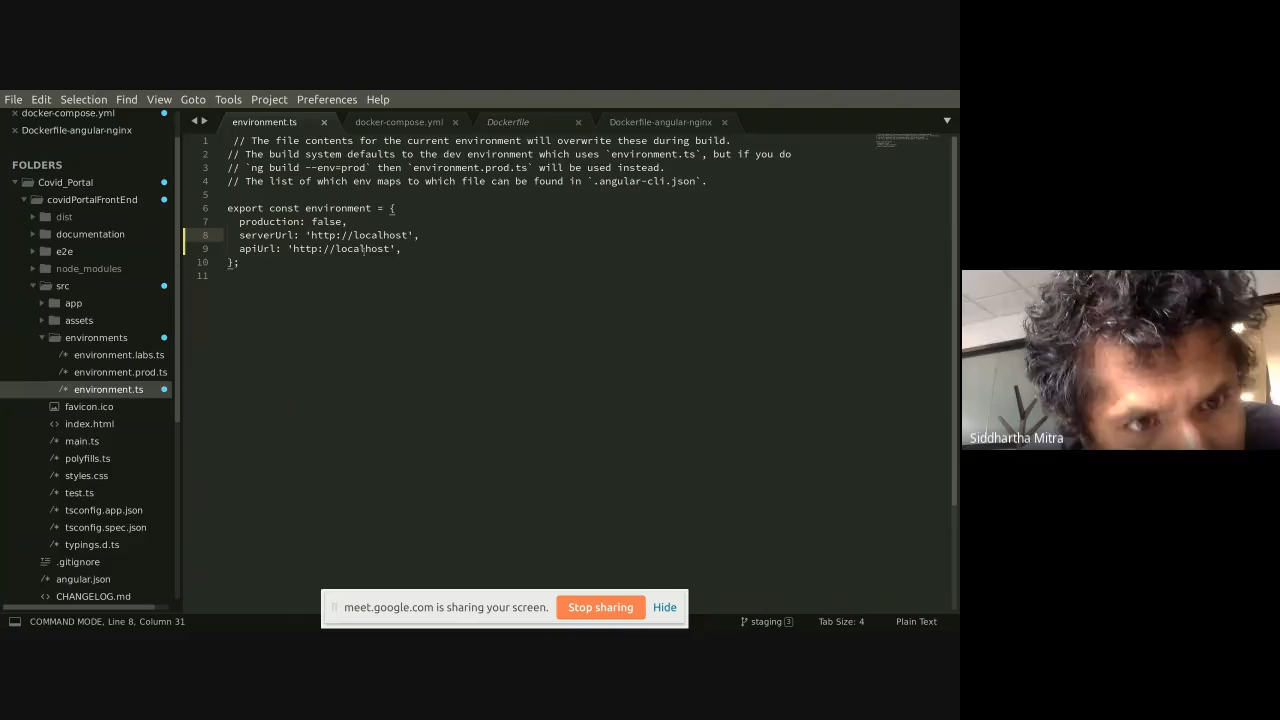 File Edit Selection Find View Goto Tools Project Preferences Help
× docker-compose.yml
× Dockerfile-angular-nginx
FOLDERS
Covid_Portal
covidPortalFrontEnd
dist
documentation
e2e
node_modules
src
app
assets
environments
/* environment.labs.ts
/* environment.prod.ts
/* environment.ts
favicon.ico
<> index.html
/* main.ts
/* polyfills.ts
/* styles.css
/* test.ts
/* tsconfig.app.json
/* tsconfig.spec.json
/* typings.d.ts
.gitignore
/* angular.json
<> CHANGELOG.md
environment.ts × docker-compose.yml × Dockerfile × Dockerfile-angular-nginx ×
1 // The file contents for the current environment will overwrite these during build.
2 // The build system defaults to the dev environment which uses `environment.ts`, but if you do
3 // `ng build --env=prod` then `environment.prod.ts` will be used instead.
4 // The list of which env maps to which file can be found in `.angular-cli.json`.
5
6 export const environment = {
7 production: false,
8 serverUrl: 'http://localhost',
9 apiUrl: 'http://localhost',
10 };
11
meet.google.com is sharing your screen. Stop sharing Hide
COMMAND MODE, Line 8, Column 31 staging 3 Tab Size: 4 Plain Text
Siddhartha Mitra